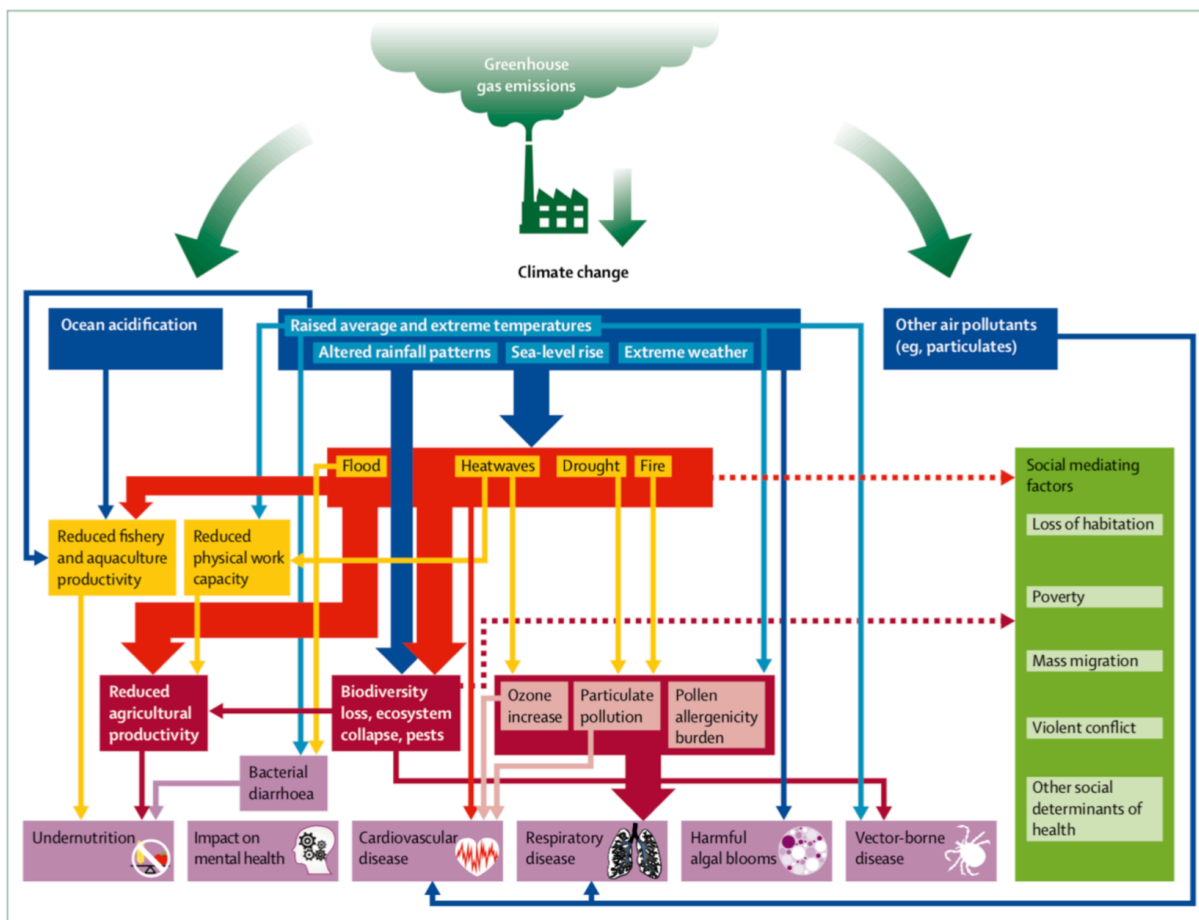 Greenhouse
gas emissions
Climate change
Ocean acidification
Raised average and extreme temperatures
Altered rainfall patterns
Sea-level rise
Extreme weather
Other air pollutants
(eg, particulates)
Flood
Heatwaves
Drought
Fire
Social mediating
factors
Loss of habitation
Poverty
Mass migration
Violent conflict
Other social
determinants of
health
Reduced fishery
and aquaculture
productivity
Reduced
physical work
capacity
Reduced
agricultural
productivity
Biodiversity
loss, ecosystem
collapse, pests
Ozone
increase
Particulate
pollution
Pollen
allergenicity
burden
Bacterial
diarrhoea
Undernutrition
Impact on
mental health
Cardiovascular
disease
Respiratory
disease
Harmful
algal blooms
Vector-borne
disease